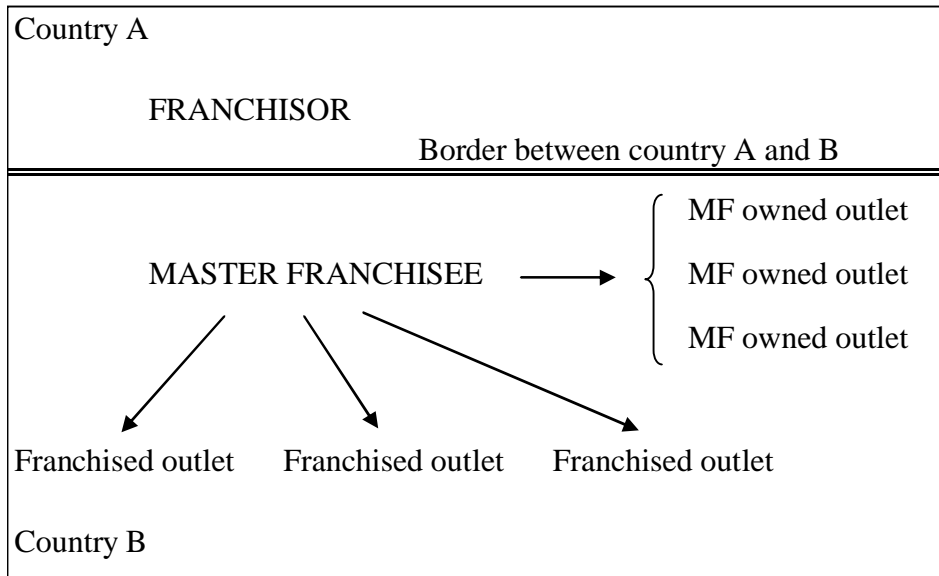 Country A
FRANCHISOR
Border between country A and B
MF owned outlet
MASTER FRANCHISEE
MF owned outlet
MF owned outlet
Franchised outlet
Franchised outlet
Franchised outlet
Country B